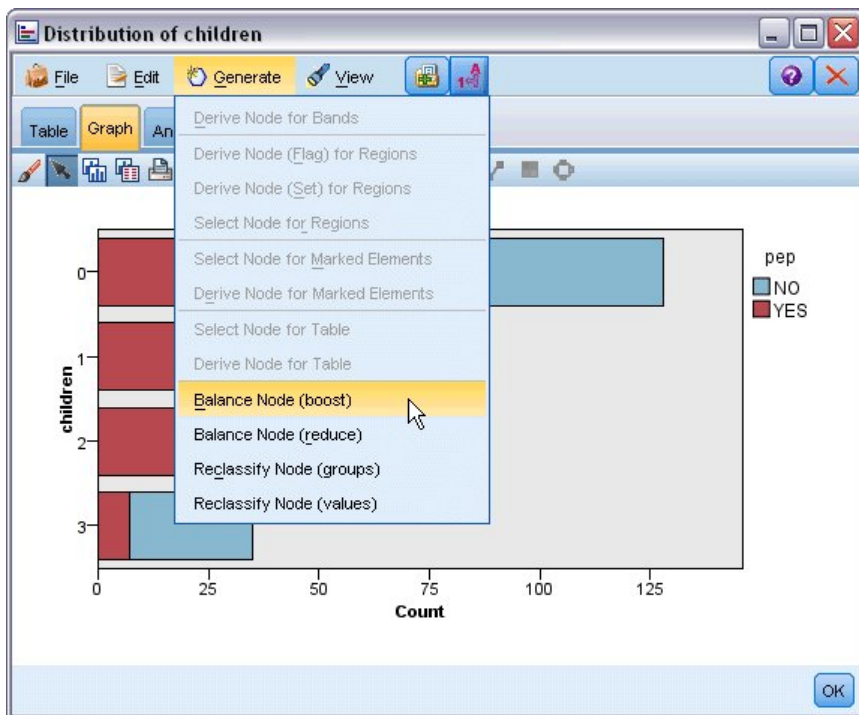 Distribution of children
File Edit Generate View
Table Graph An
Derive Node for Bands
Derive Node (Flag) for Regions
Derive Node (Set) for Regions
Select Node for Regions
Select Node for Marked Elements
Derive Node for Marked Elements
Select Node for Table
Derive Node for Table
Balance Node (boost)
Balance Node (reduce)
Reclassify Node (groups)
Reclassify Node (values)
children
0
1
2
3
0 25 50 75 100 125
Count
pep
NO
YES
OK